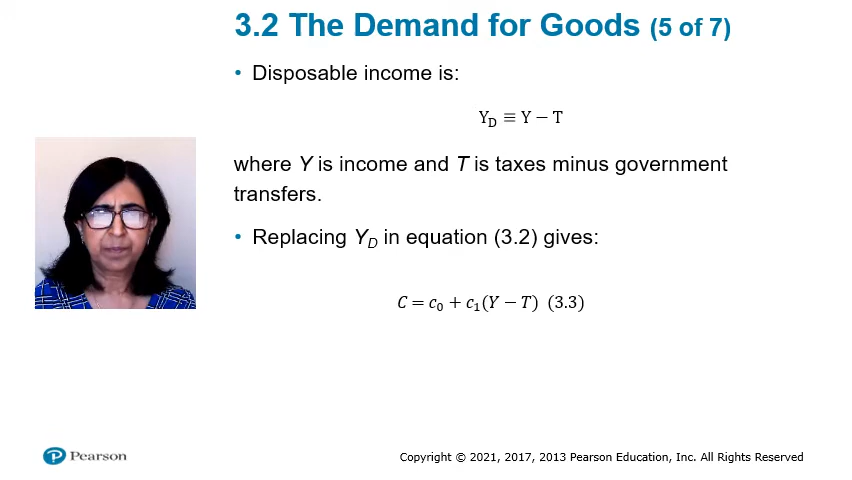 3.2 The Demand for Goods (5 of 7)
• Disposable income is:
Y_D ≡ Y − T
where Y is income and T is taxes minus government
transfers.
• Replacing Y_D in equation (3.2) gives:
C = c₀ + c₁(Y − T) (3.3)
Pearson
Copyright © 2021, 2017, 2013 Pearson Education, Inc. All Rights Reserved